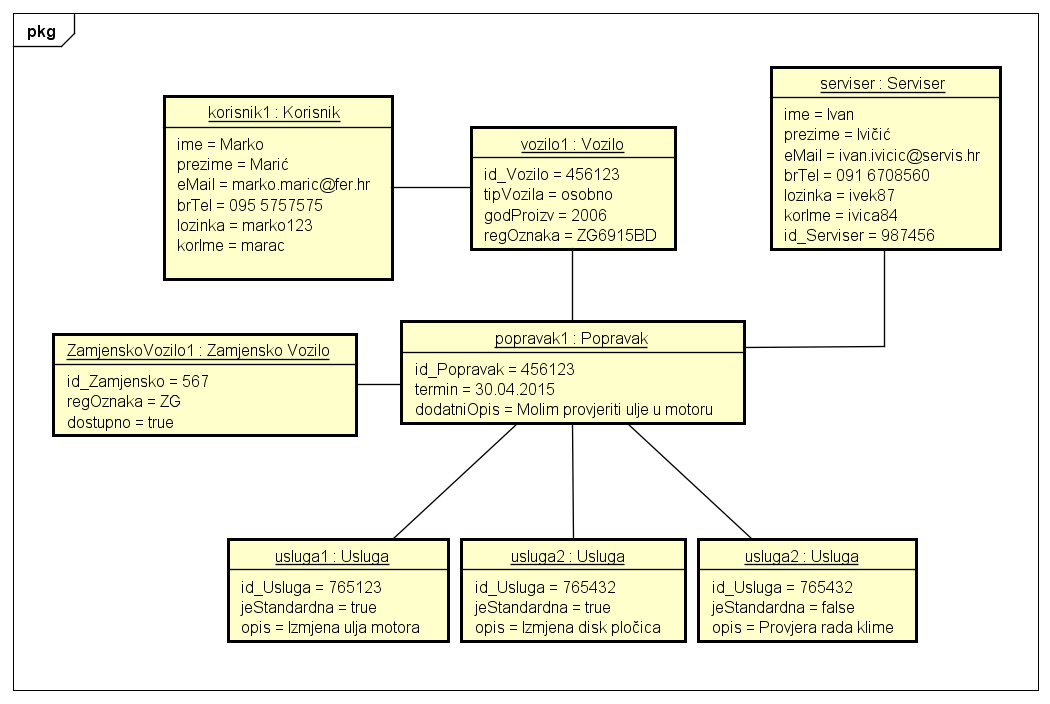 pkg
korisnik1 : Korisnik
ime = Marko
prezime = Marić
eMail = marko.maric@fer.hr
brTel = 095 5757575
lozinka = marko123
korIme = marac
vozilo1 : Vozilo
id_Vozilo = 456123
tipVozila = osobno
godProizv = 2006
regOznaka = ZG6915BD
serviser : Serviser
ime = Ivan
prezime = Ivičić
eMail = ivan.ivicic@servis.hr
brTel = 091 6708560
lozinka = ivek87
korIme = ivica84
id_Serviser = 987456
ZamjenskoVozilo1 : Zamjensko Vozilo
id_Zamjensko = 567
regOznaka = ZG
dostupno = true
popravak1 : Popravak
id_Popravak = 456123
termin = 30.04.2015
dodatniOpis = Molim provjeriti ulje u motoru
usluga1 : Usluga
id_Usluga = 765123
jeStandardna = true
opis = Izmjena ulja motora
usluga2 : Usluga
id_Usluga = 765432
jeStandardna = true
opis = Izmjena disk pločica
usluga2 : Usluga
id_Usluga = 765432
jeStandardna = false
opis = Provjera rada klime